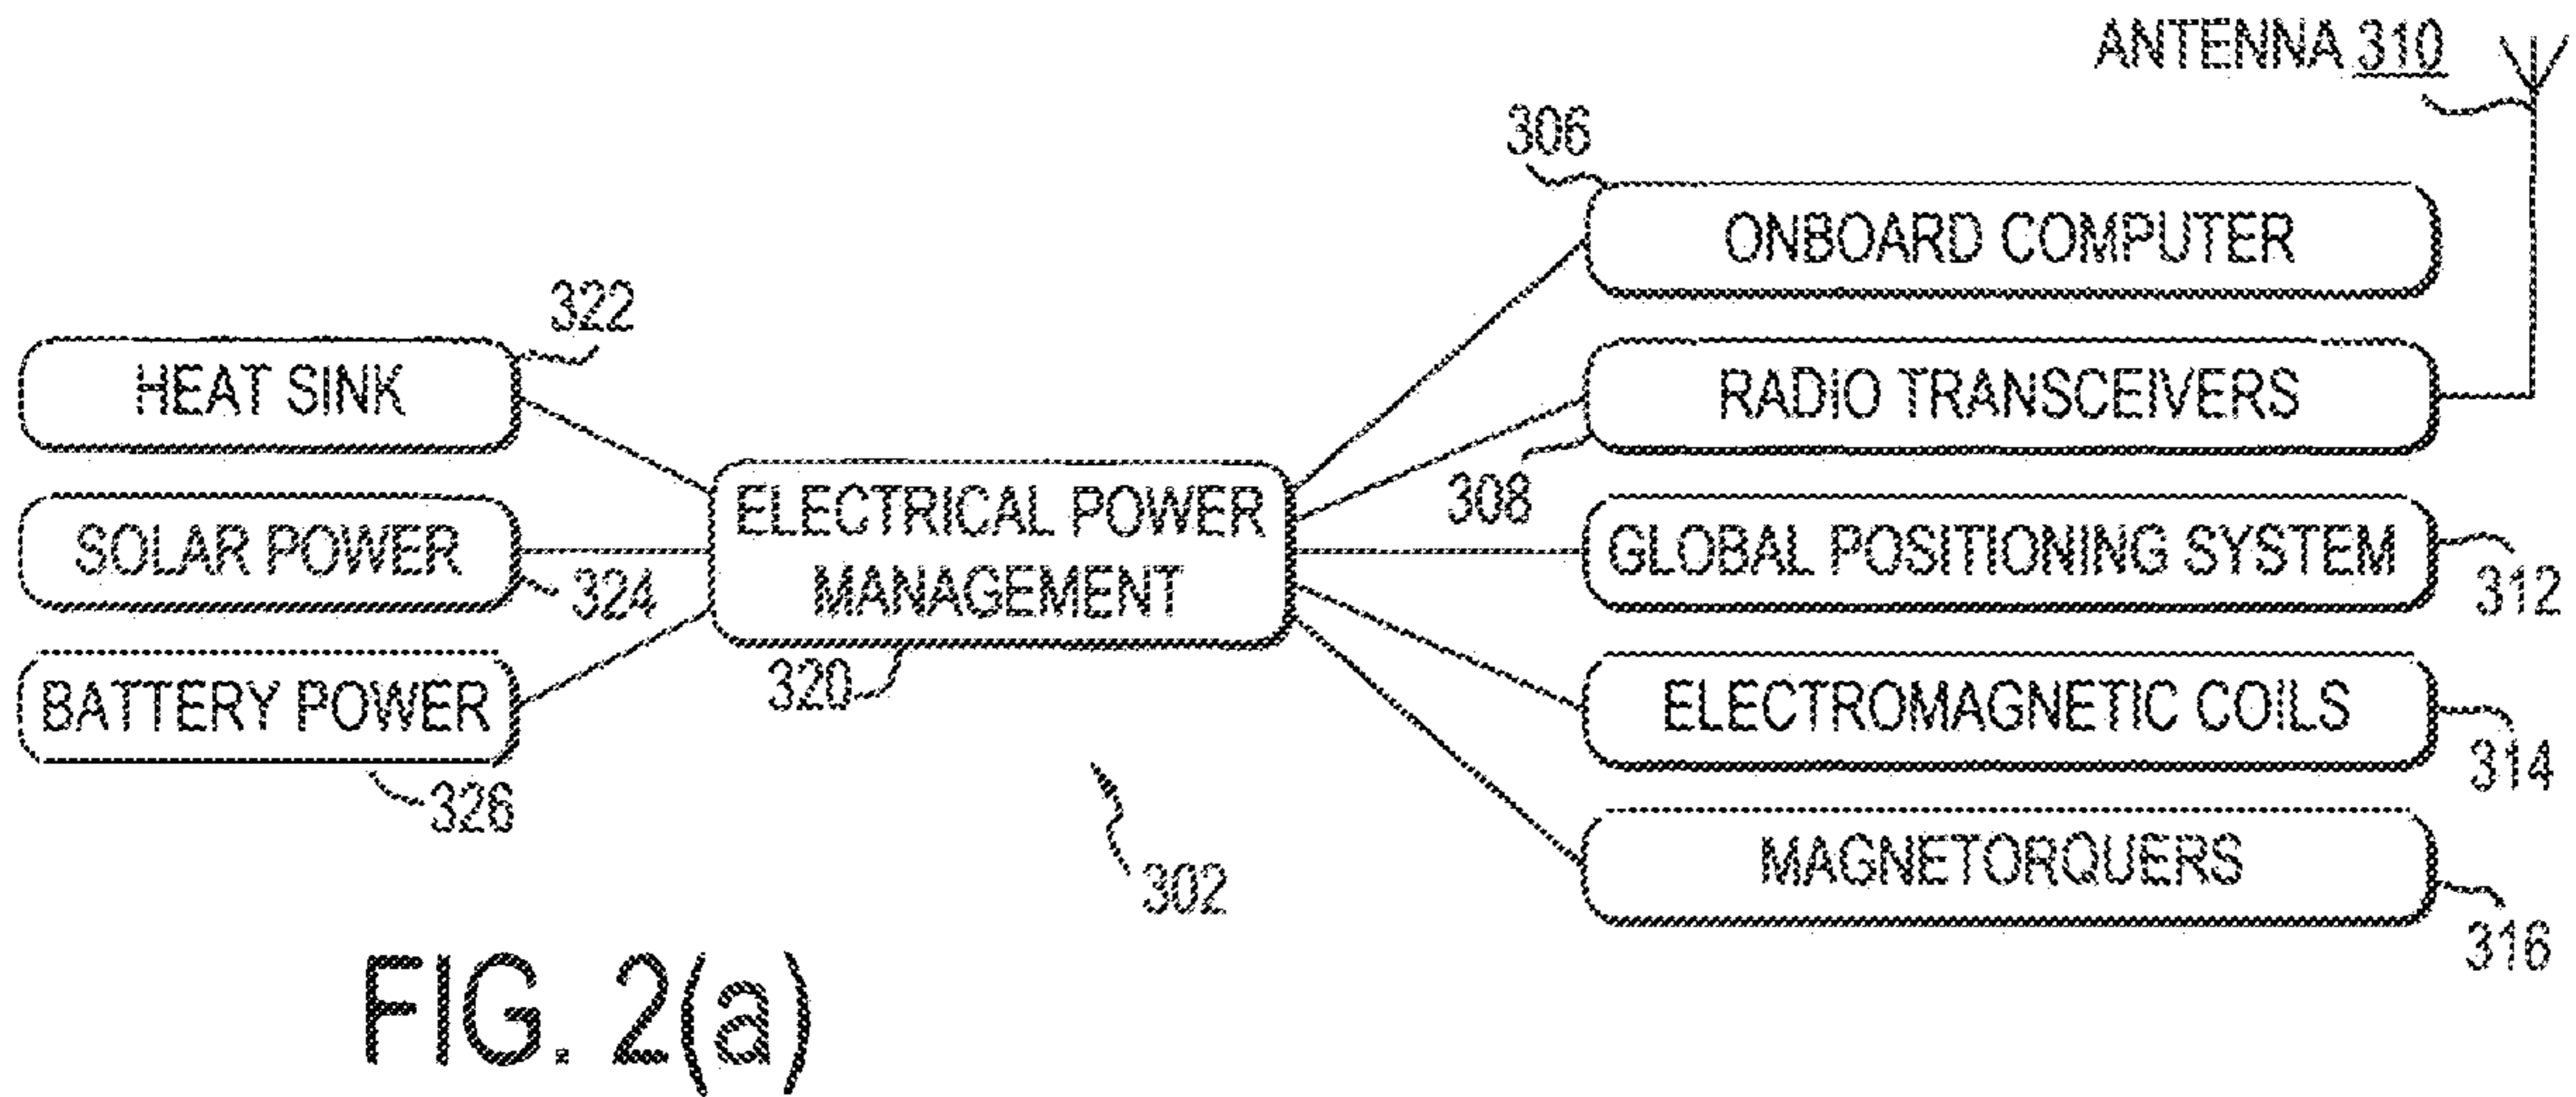 ANTENNA 310
306
ONBOARD COMPUTER
322
HEAT SINK
RADIO TRANSCEIVERS
308
ELECTRICAL POWER
MANAGEMENT
320
SOLAR POWER
324
GLOBAL POSITIONING SYSTEM
312
BATTERY POWER
326
ELECTROMAGNETIC COILS
314
MAGNETORQUERS
316
302
FIG. 2(a)